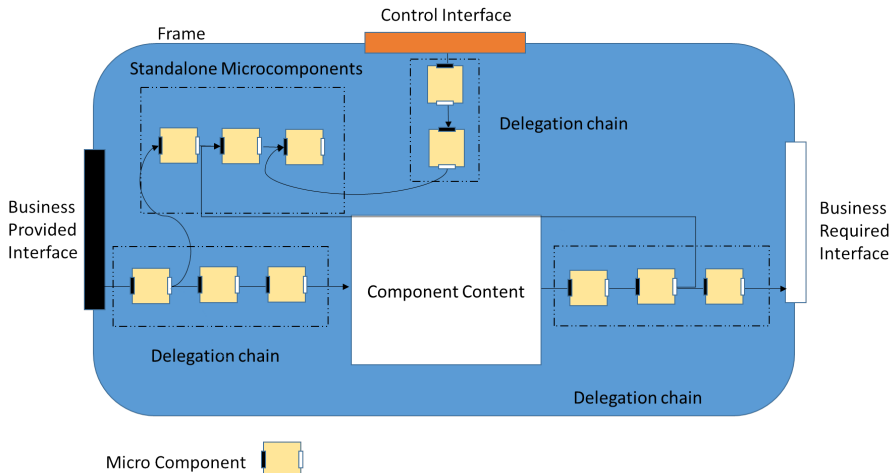 Control Interface
Frame
Standalone Microcomponents
Delegation chain
Business
Provided
Interface
Business
Required
Interface
Component Content
Delegation chain
Delegation chain
Micro Component